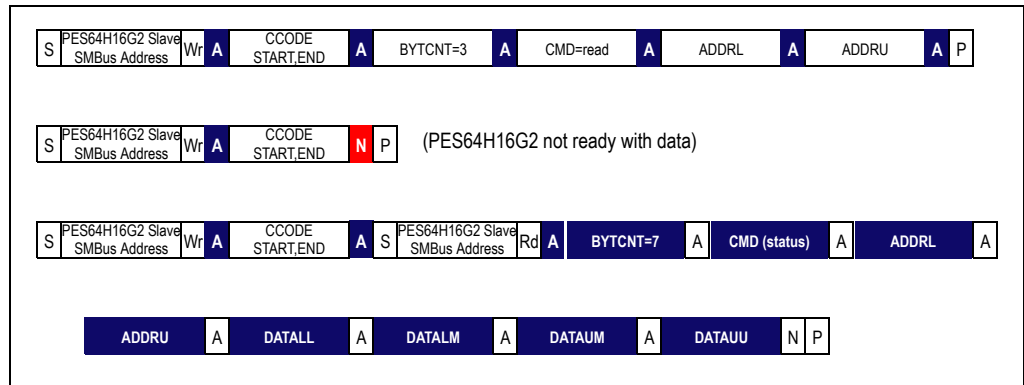 S PES64H16G2 Slave SMBus Address Wr A CCODE START,END A BYTCNT=3 A CMD=read A ADDRL A ADDRU A P
S PES64H16G2 Slave SMBus Address Wr A CCODE START,END N P (PES64H16G2 not ready with data)
S PES64H16G2 Slave SMBus Address Wr A CCODE START,END A S PES64H16G2 Slave SMBus Address Rd A BYTCNT=7 A CMD (status) A ADDRL A
ADDRU A DATALL A DATALM A DATAUM A DATAUU N P